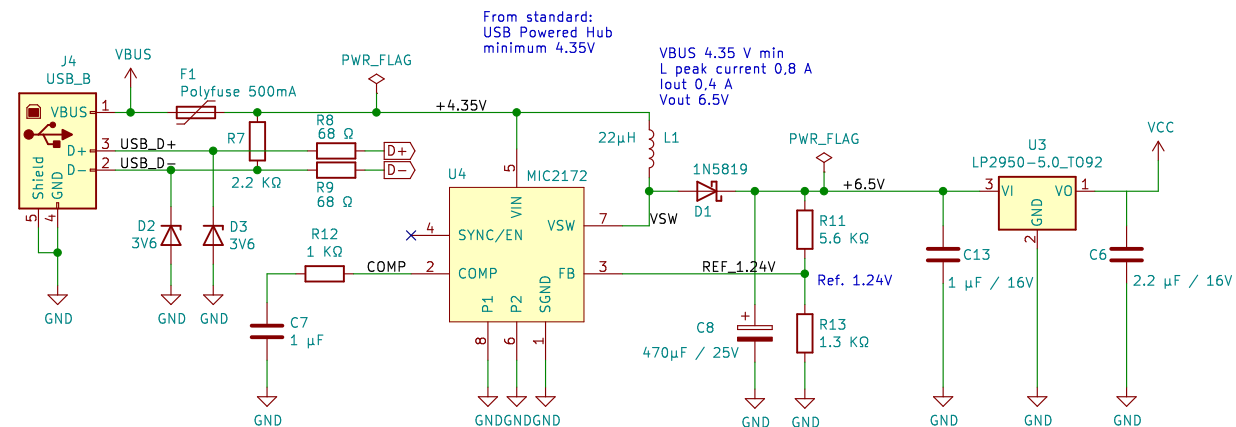 From standard:
USB Powered Hub
minimum 4.35V
VBUS 4.35 V min
L peak current 0,8 A
Iout 0,4 A
Vout 6.5V
J4
USB_B
VBUS
1
D+
3
D-
2
Shield
GND
5
4
GND
VBUS
F1
Polyfuse 500mA
USB_D+
USB_D-
R7
2.2 KΩ
R8
68 Ω
R9
68 Ω
D+
D-
PWR_FLAG
+4.35V
D2
3V6
GND
D3
3V6
GND
R12
1 KΩ
COMP
C7
1 µF
GND
U4
MIC2172
VIN
5
SYNC/EN
4
COMP
2
VSW
7
FB
3
P1
8
P2
6
SGND
1
GND
GND
GND
22µH
L1
VSW
1N5819
D1
REF_1.24V
PWR_FLAG
+6.5V
R11
5.6 KΩ
Ref. 1.24V
R13
1.3 KΩ
GND
C8
+
470µF / 25V
GND
C13
1 µF / 16V
GND
U3
LP2950-5.0_TO92
VI
3
VO
1
GND
2
GND
VCC
C6
2.2 µF / 16V
GND